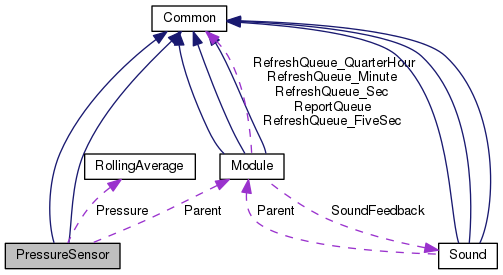 Common
RefreshQueue_QuarterHour
RefreshQueue_Minute
RefreshQueue_Sec
ReportQueue
RefreshQueue_FiveSec
RollingAverage
Module
Pressure
Parent
Parent
SoundFeedback
PressureSensor
Sound